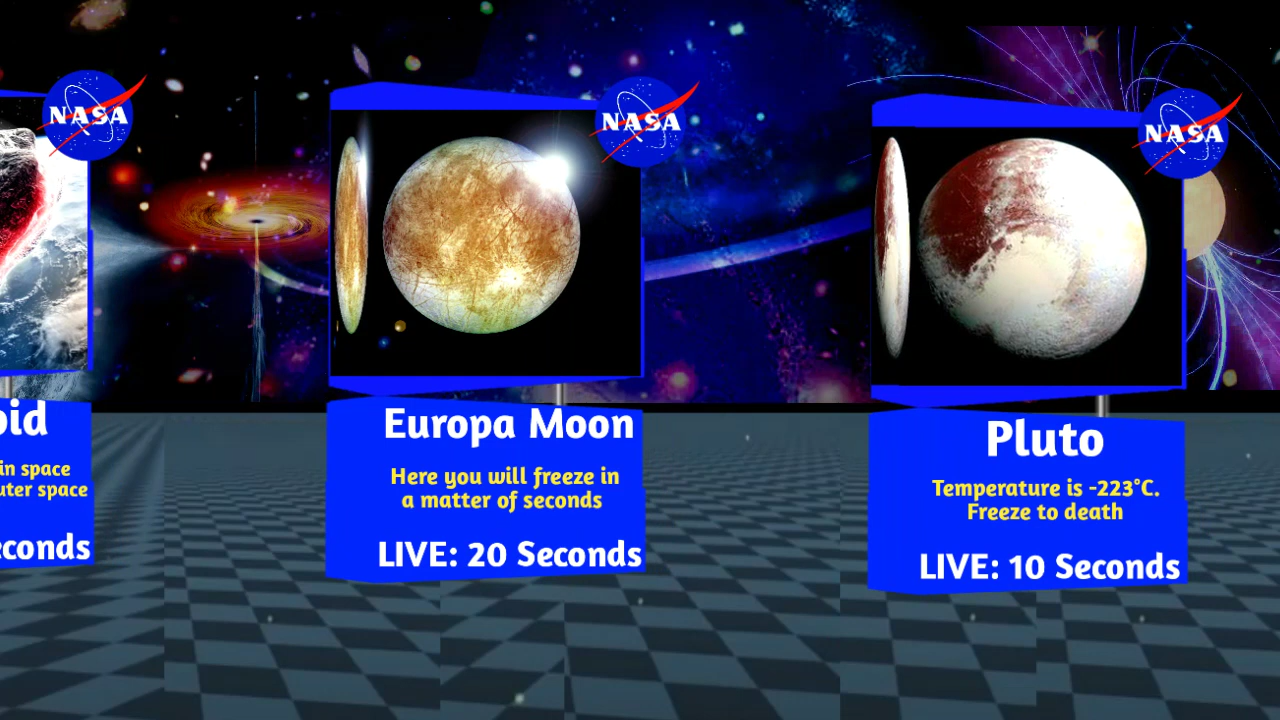 NASA
NASA
NASA
oid
in space
uter space
econds
Europa Moon
Here you will freeze in
a matter of seconds
LIVE: 20 Seconds
Pluto
Temperature is -223°C.
Freeze to death
LIVE: 10 Seconds